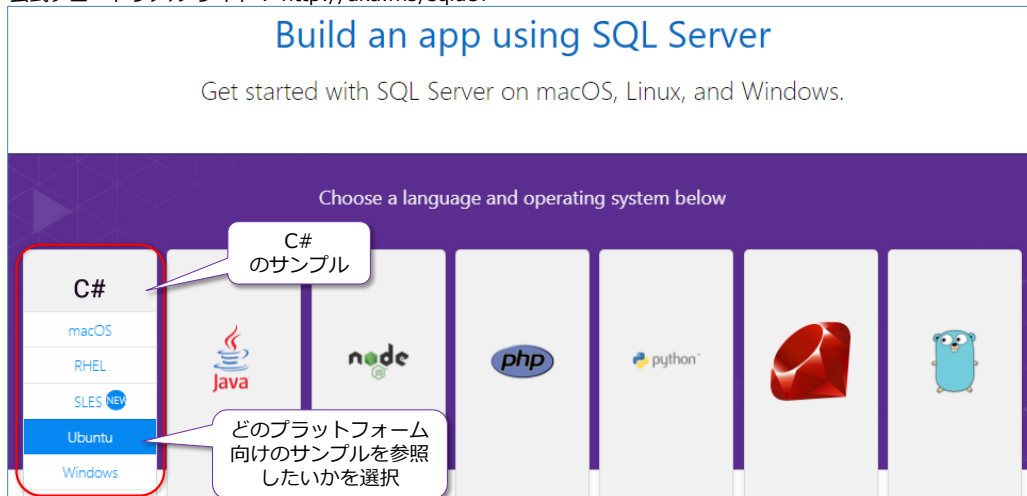 Build an app using SQL Server
Get started with SQL Server on macOS, Linux, and Windows.
Choose a language and operating system below
C#
のサンプル
C#
macOS
RHEL
SLES NEW
Ubuntu
Windows
どのプラットフォーム
向けのサンプルを参照
したいかを選択
Java
node
JS
php
python